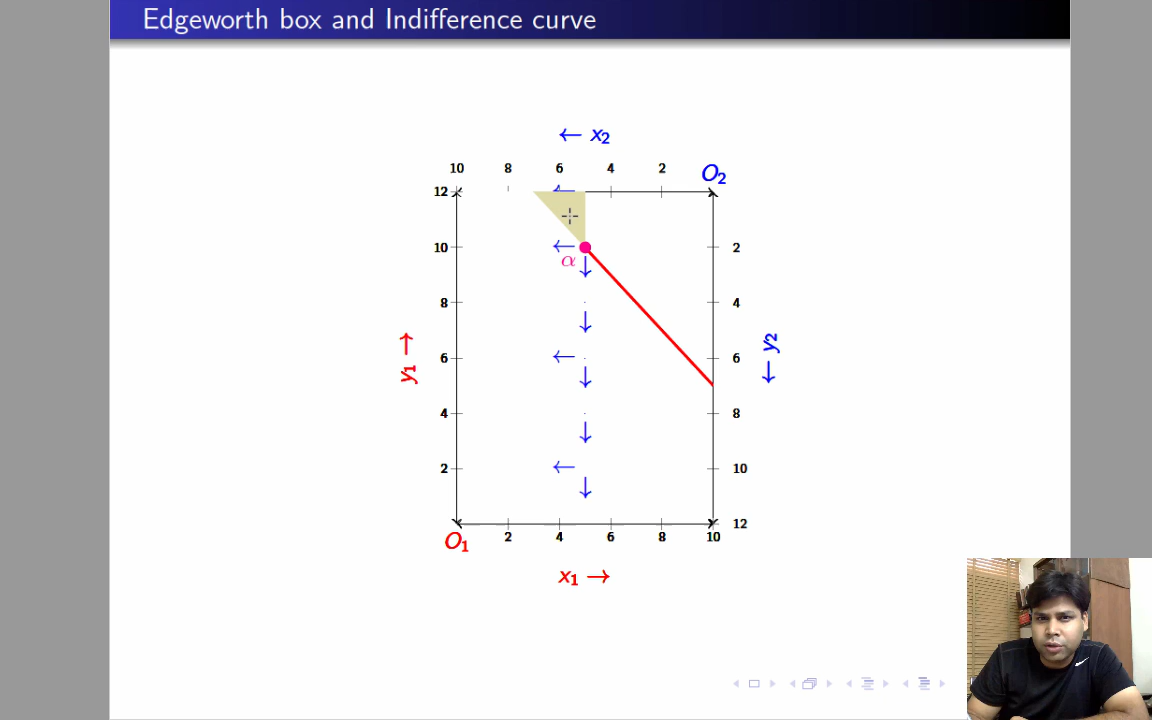 Edgeworth box and Indifference curve
← x₂
10 8 6 4 2 O₂
12
10 2
α
8 4
y₁ → ← y₂
6 6
4 8
2 10
12
O₁ 2 4 6 8 10
x₁ →